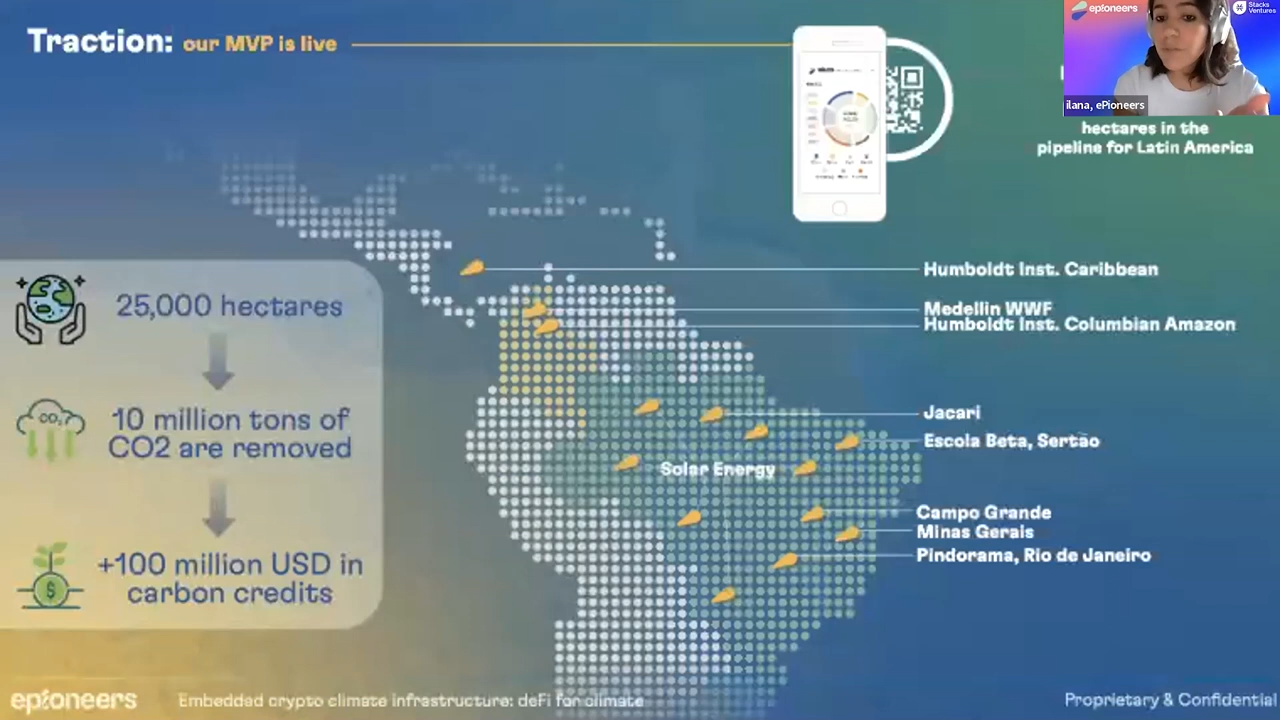 Traction: our MVP is live
epioneers
Stacks
Ventures
ilana, ePioneers
hectares in the
pipeline for Latin America
25,000 hectares
CO₂
10 million tons of
CO2 are removed
+100 million USD in
carbon credits
$
Humboldt Inst. Caribbean
Medellin WWF
Humboldt Inst. Columbian Amazon
Jacari
Escola Beta, Sertão
Solar Energy
Campo Grande
Minas Gerais
Pindorama, Rio de Janeiro
epioneers
Embedded crypto climate infrastructure: deFi for climate
Proprietary & Confidential